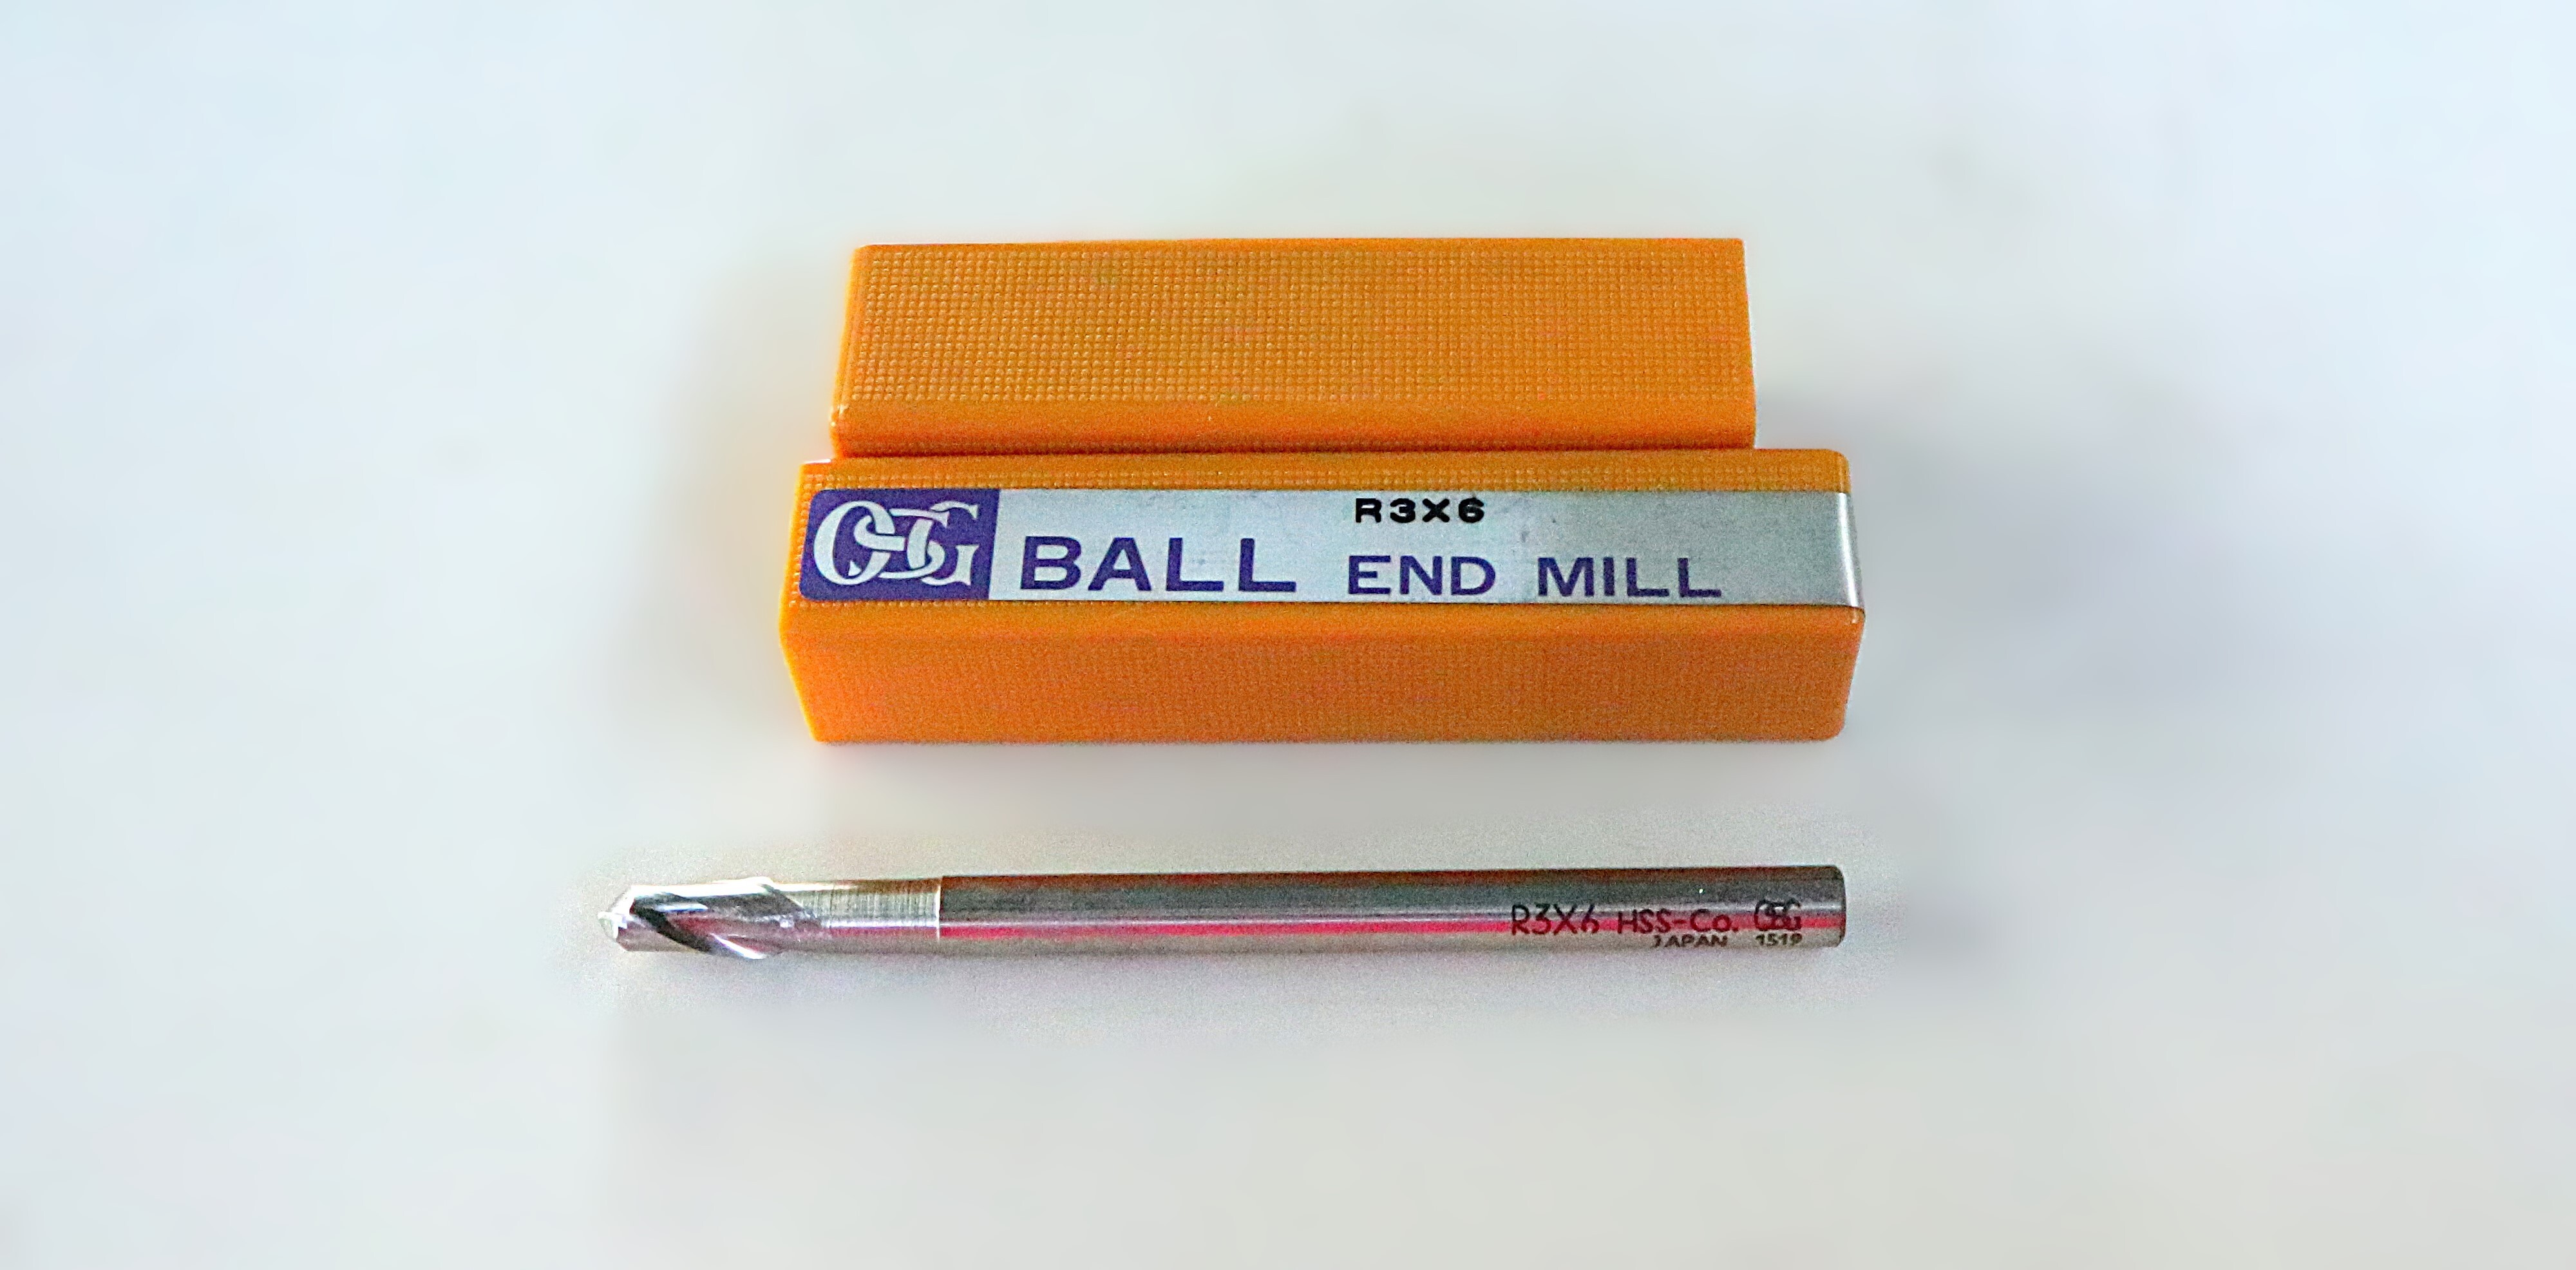 R3X6
OSG BALL END MILL
R3X6 HSS-Co. OSG
JAPAN 1519